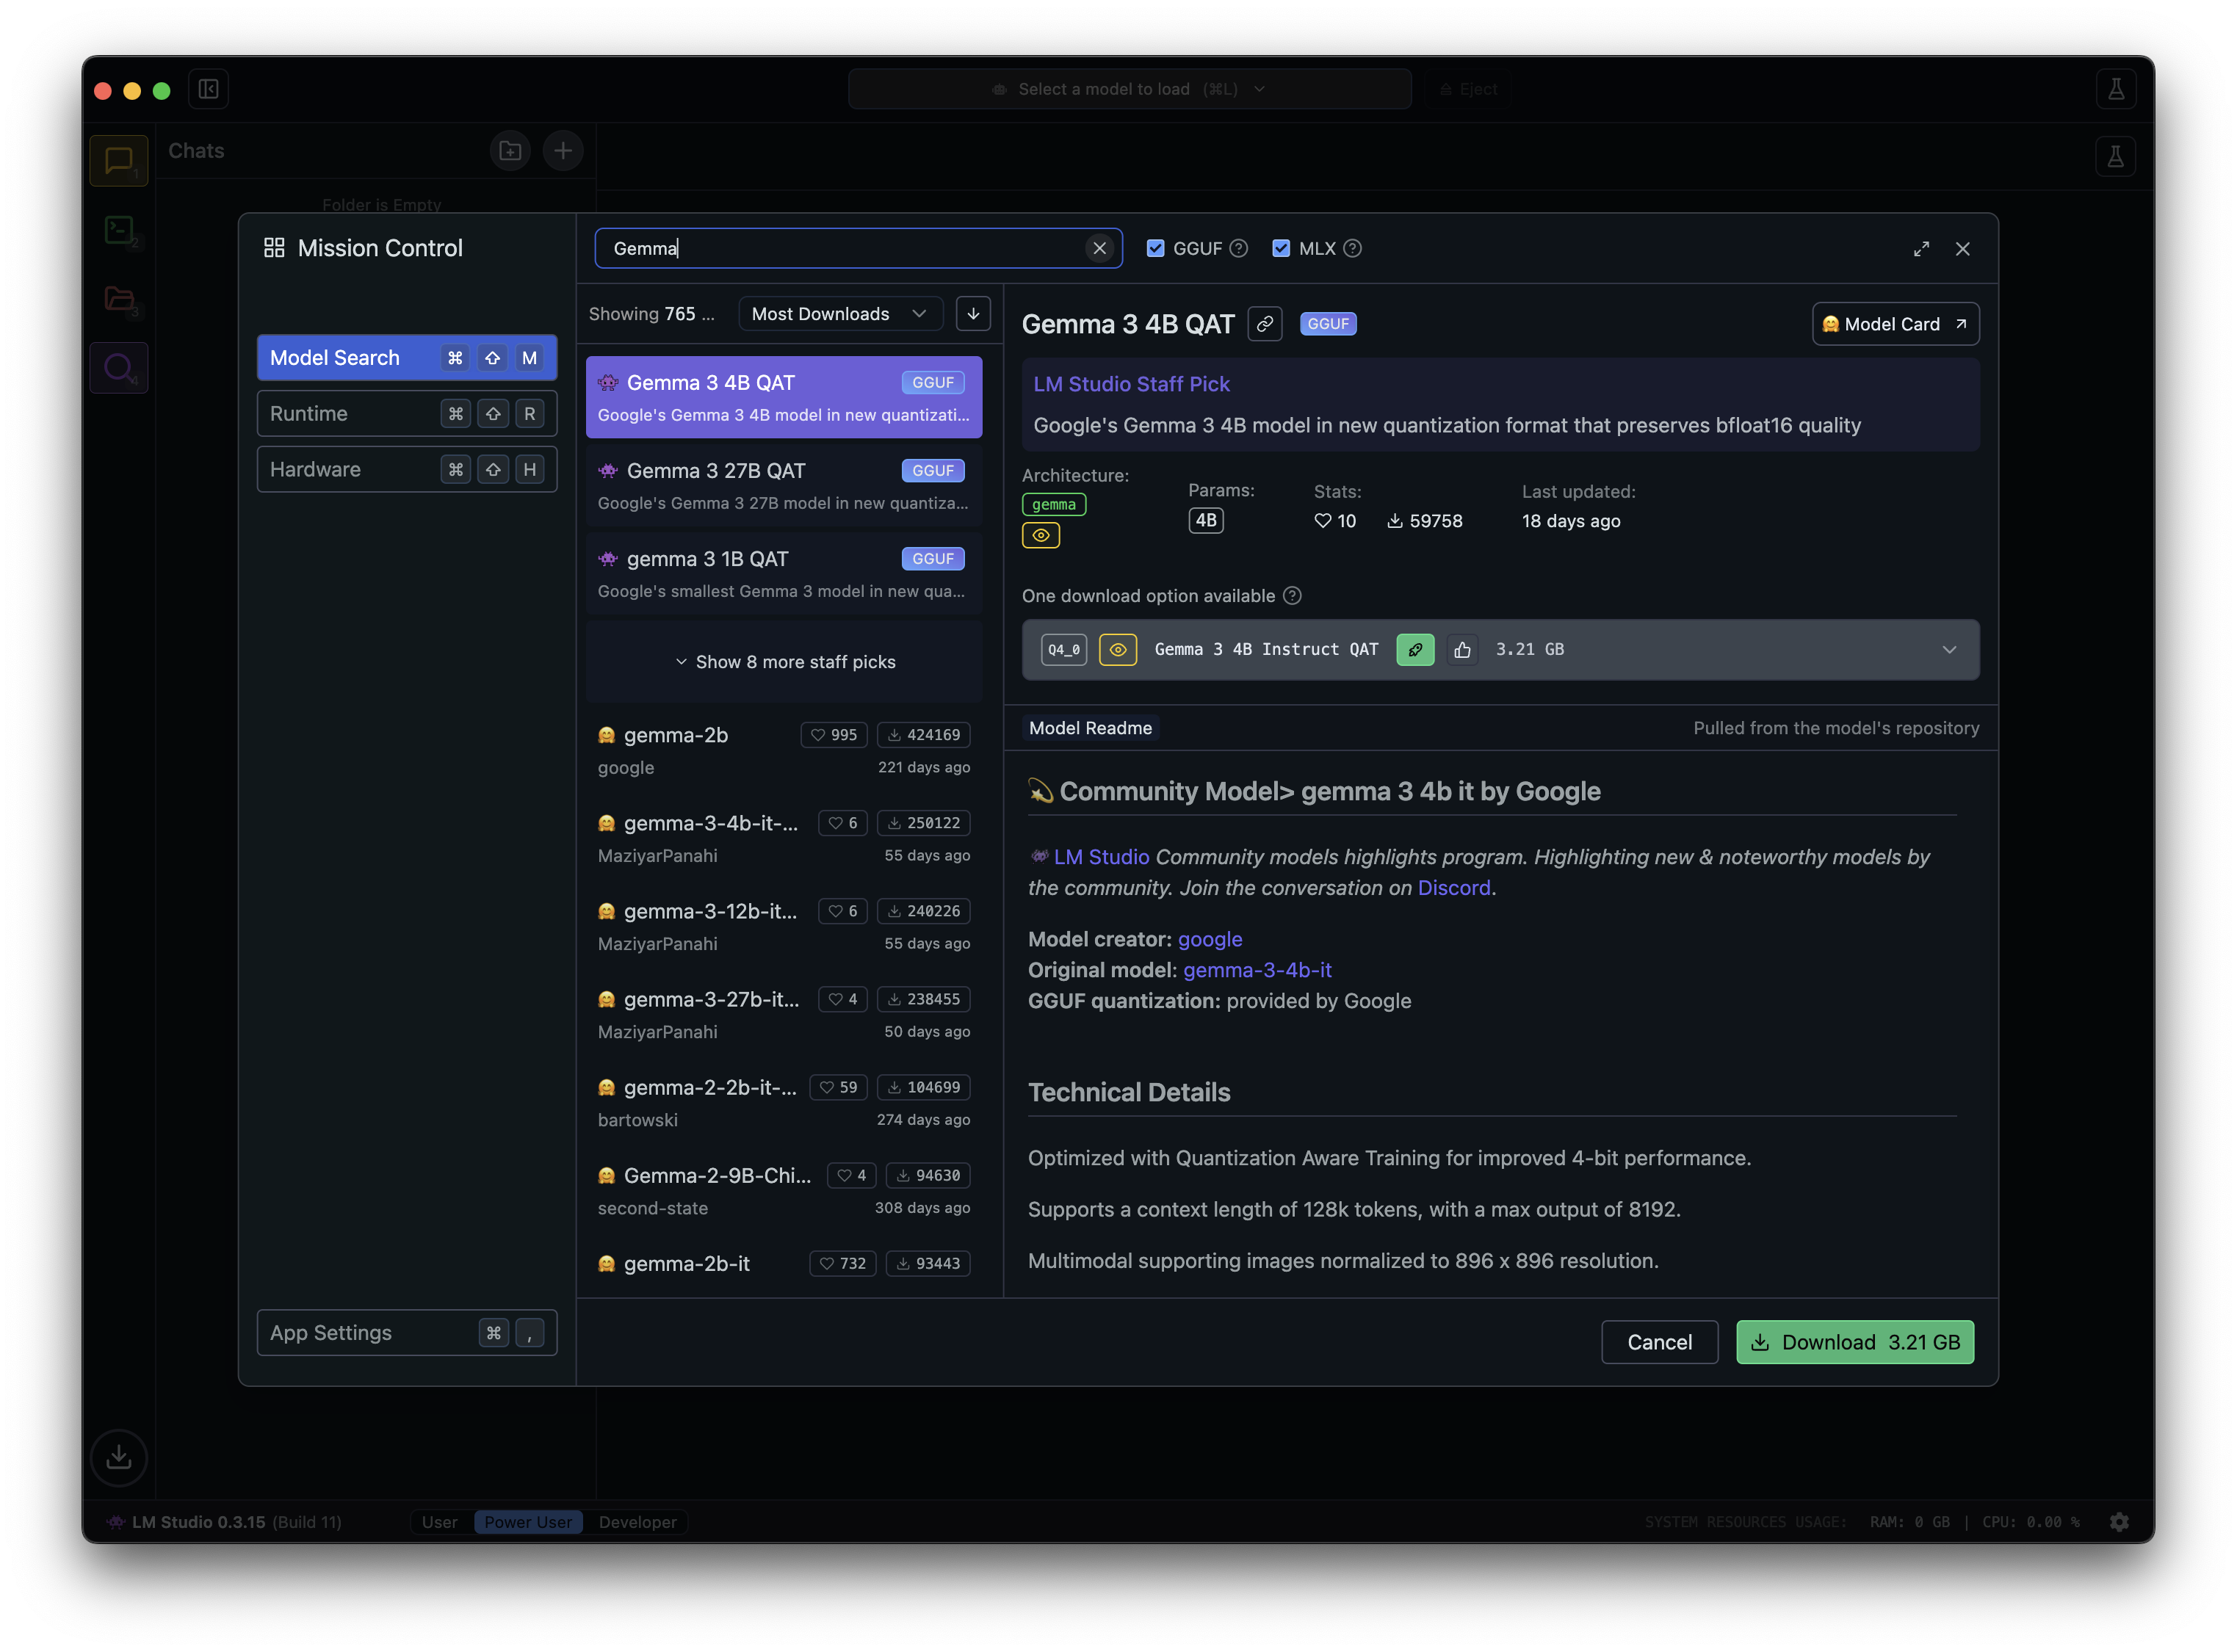 Select a model to load (⌘L)
Eject
Chats
1
2
3
4
Folder is Empty
Mission Control
Model Search ⌘ ⇧ M
Runtime ⌘ ⇧ R
Hardware ⌘ ⇧ H
App Settings ⌘ ,
Gemma
GGUF ?
MLX ?
Showing 765 ...
Most Downloads
Gemma 3 4B QAT GGUF
Google's Gemma 3 4B model in new quantizati...
Gemma 3 27B QAT GGUF
Google's Gemma 3 27B model in new quantiza...
gemma 3 1B QAT GGUF
Google's smallest Gemma 3 model in new qua...
Show 8 more staff picks
gemma-2b 995 424169
google 221 days ago
gemma-3-4b-it-... 6 250122
MaziyarPanahi 55 days ago
gemma-3-12b-it... 6 240226
MaziyarPanahi 55 days ago
gemma-3-27b-it... 4 238455
MaziyarPanahi 50 days ago
gemma-2-2b-it-... 59 104699
bartowski 274 days ago
Gemma-2-9B-Chi... 4 94630
second-state 308 days ago
gemma-2b-it 732 93443
Gemma 3 4B QAT GGUF
Model Card
LM Studio Staff Pick
Google's Gemma 3 4B model in new quantization format that preserves bfloat16 quality
Architecture:
gemma
Params:
4B
Stats:
10 59758
Last updated:
18 days ago
One download option available ?
Q4_0 Gemma 3 4B Instruct QAT 3.21 GB
Model Readme
Pulled from the model's repository
💫 Community Model> gemma 3 4b it by Google
👾 LM Studio Community models highlights program. Highlighting new & noteworthy models by
the community. Join the conversation on Discord.
Model creator: google
Original model: gemma-3-4b-it
GGUF quantization: provided by Google
Technical Details
Optimized with Quantization Aware Training for improved 4-bit performance.
Supports a context length of 128k tokens, with a max output of 8192.
Multimodal supporting images normalized to 896 x 896 resolution.
Cancel
Download 3.21 GB
LM Studio 0.3.15 (Build 11)
User
Power User
Developer
SYSTEM RESOURCES USAGE: RAM: 0 GB | CPU: 0.00 %